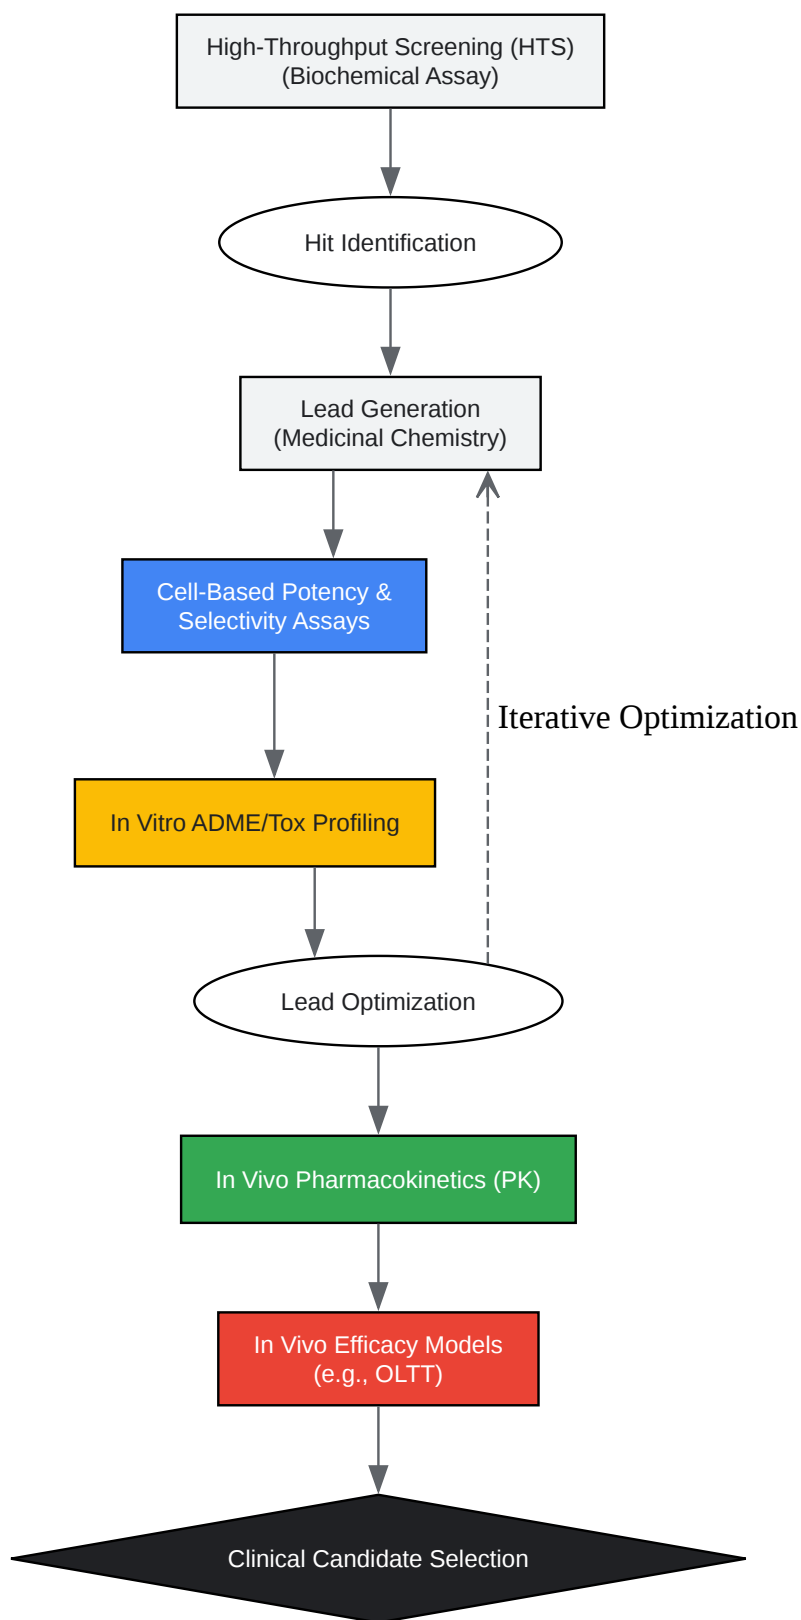 High-Throughput Screening (HTS)
(Biochemical Assay)
Hit Identification
Lead Generation
(Medicinal Chemistry)
Cell-Based Potency &
Selectivity Assays
Iterative Optimization
In Vitro ADME/Tox Profiling
Lead Optimization
In Vivo Pharmacokinetics (PK)
In Vivo Efficacy Models
(e.g., OLTT)
Clinical Candidate Selection